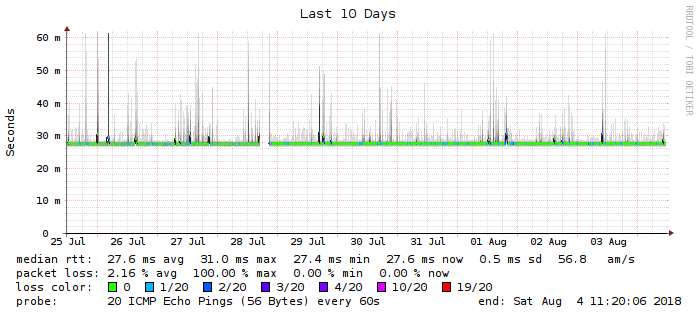 Last 10 Days
RRDTOOL / TOBI OETIKER
Seconds
60 m
50 m
40 m
30 m
20 m
10 m
0
25 Jul 26 Jul 27 Jul 28 Jul 29 Jul 30 Jul 31 Jul 01 Aug 02 Aug 03 Aug
median rtt: 27.6 ms avg 31.0 ms max 27.4 ms min 27.6 ms now 0.5 ms sd 56.8 am/s
packet loss: 2.16 % avg 100.00 % max 0.00 % min 0.00 % now
loss color: 0 1/20 2/20 3/20 4/20 10/20 19/20
probe: 20 ICMP Echo Pings (56 Bytes) every 60s end: Sat Aug 4 11:20:06 2018